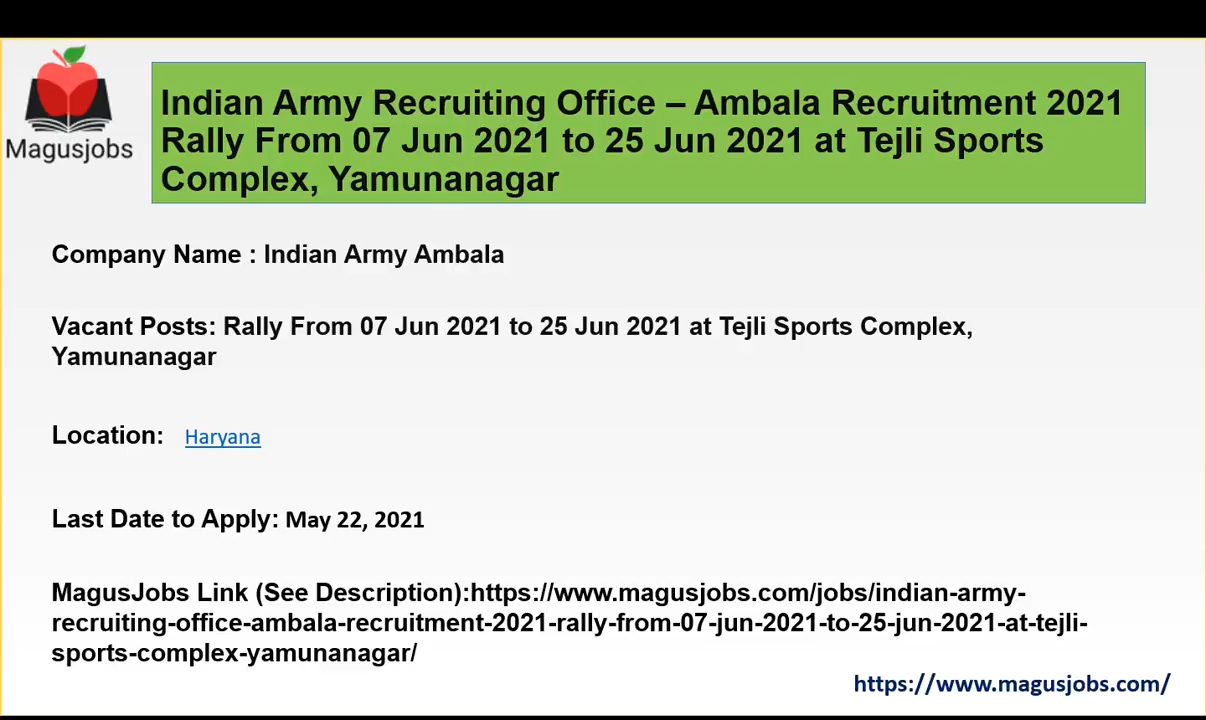 Magusjobs
Indian Army Recruiting Office – Ambala Recruitment 2021
Rally From 07 Jun 2021 to 25 Jun 2021 at Tejli Sports
Complex, Yamunanagar
Company Name : Indian Army Ambala
Vacant Posts: Rally From 07 Jun 2021 to 25 Jun 2021 at Tejli Sports Complex,
Yamunanagar
Location: Haryana
Last Date to Apply: May 22, 2021
MagusJobs Link (See Description):https://www.magusjobs.com/jobs/indian-army-
recruiting-office-ambala-recruitment-2021-rally-from-07-jun-2021-to-25-jun-2021-at-tejli-
sports-complex-yamunanagar/
https://www.magusjobs.com/